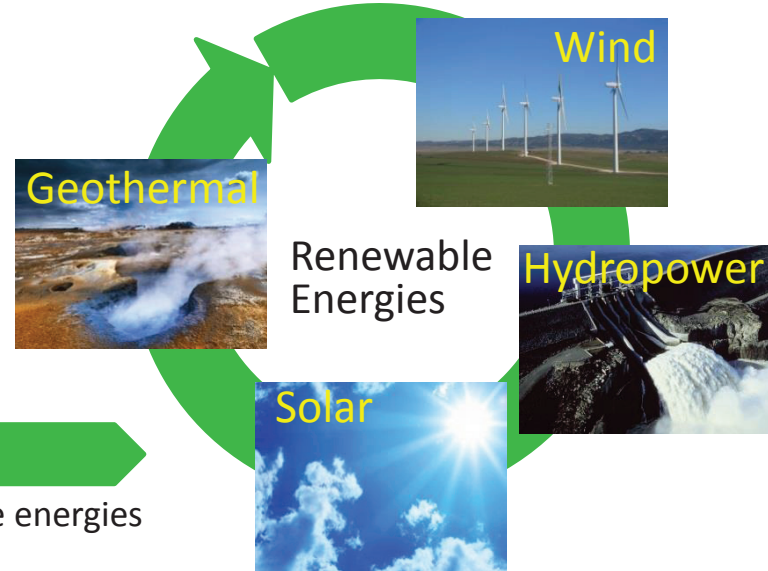 Wind
Geothermal
Renewable
Energies
Hydropower
Solar
energies